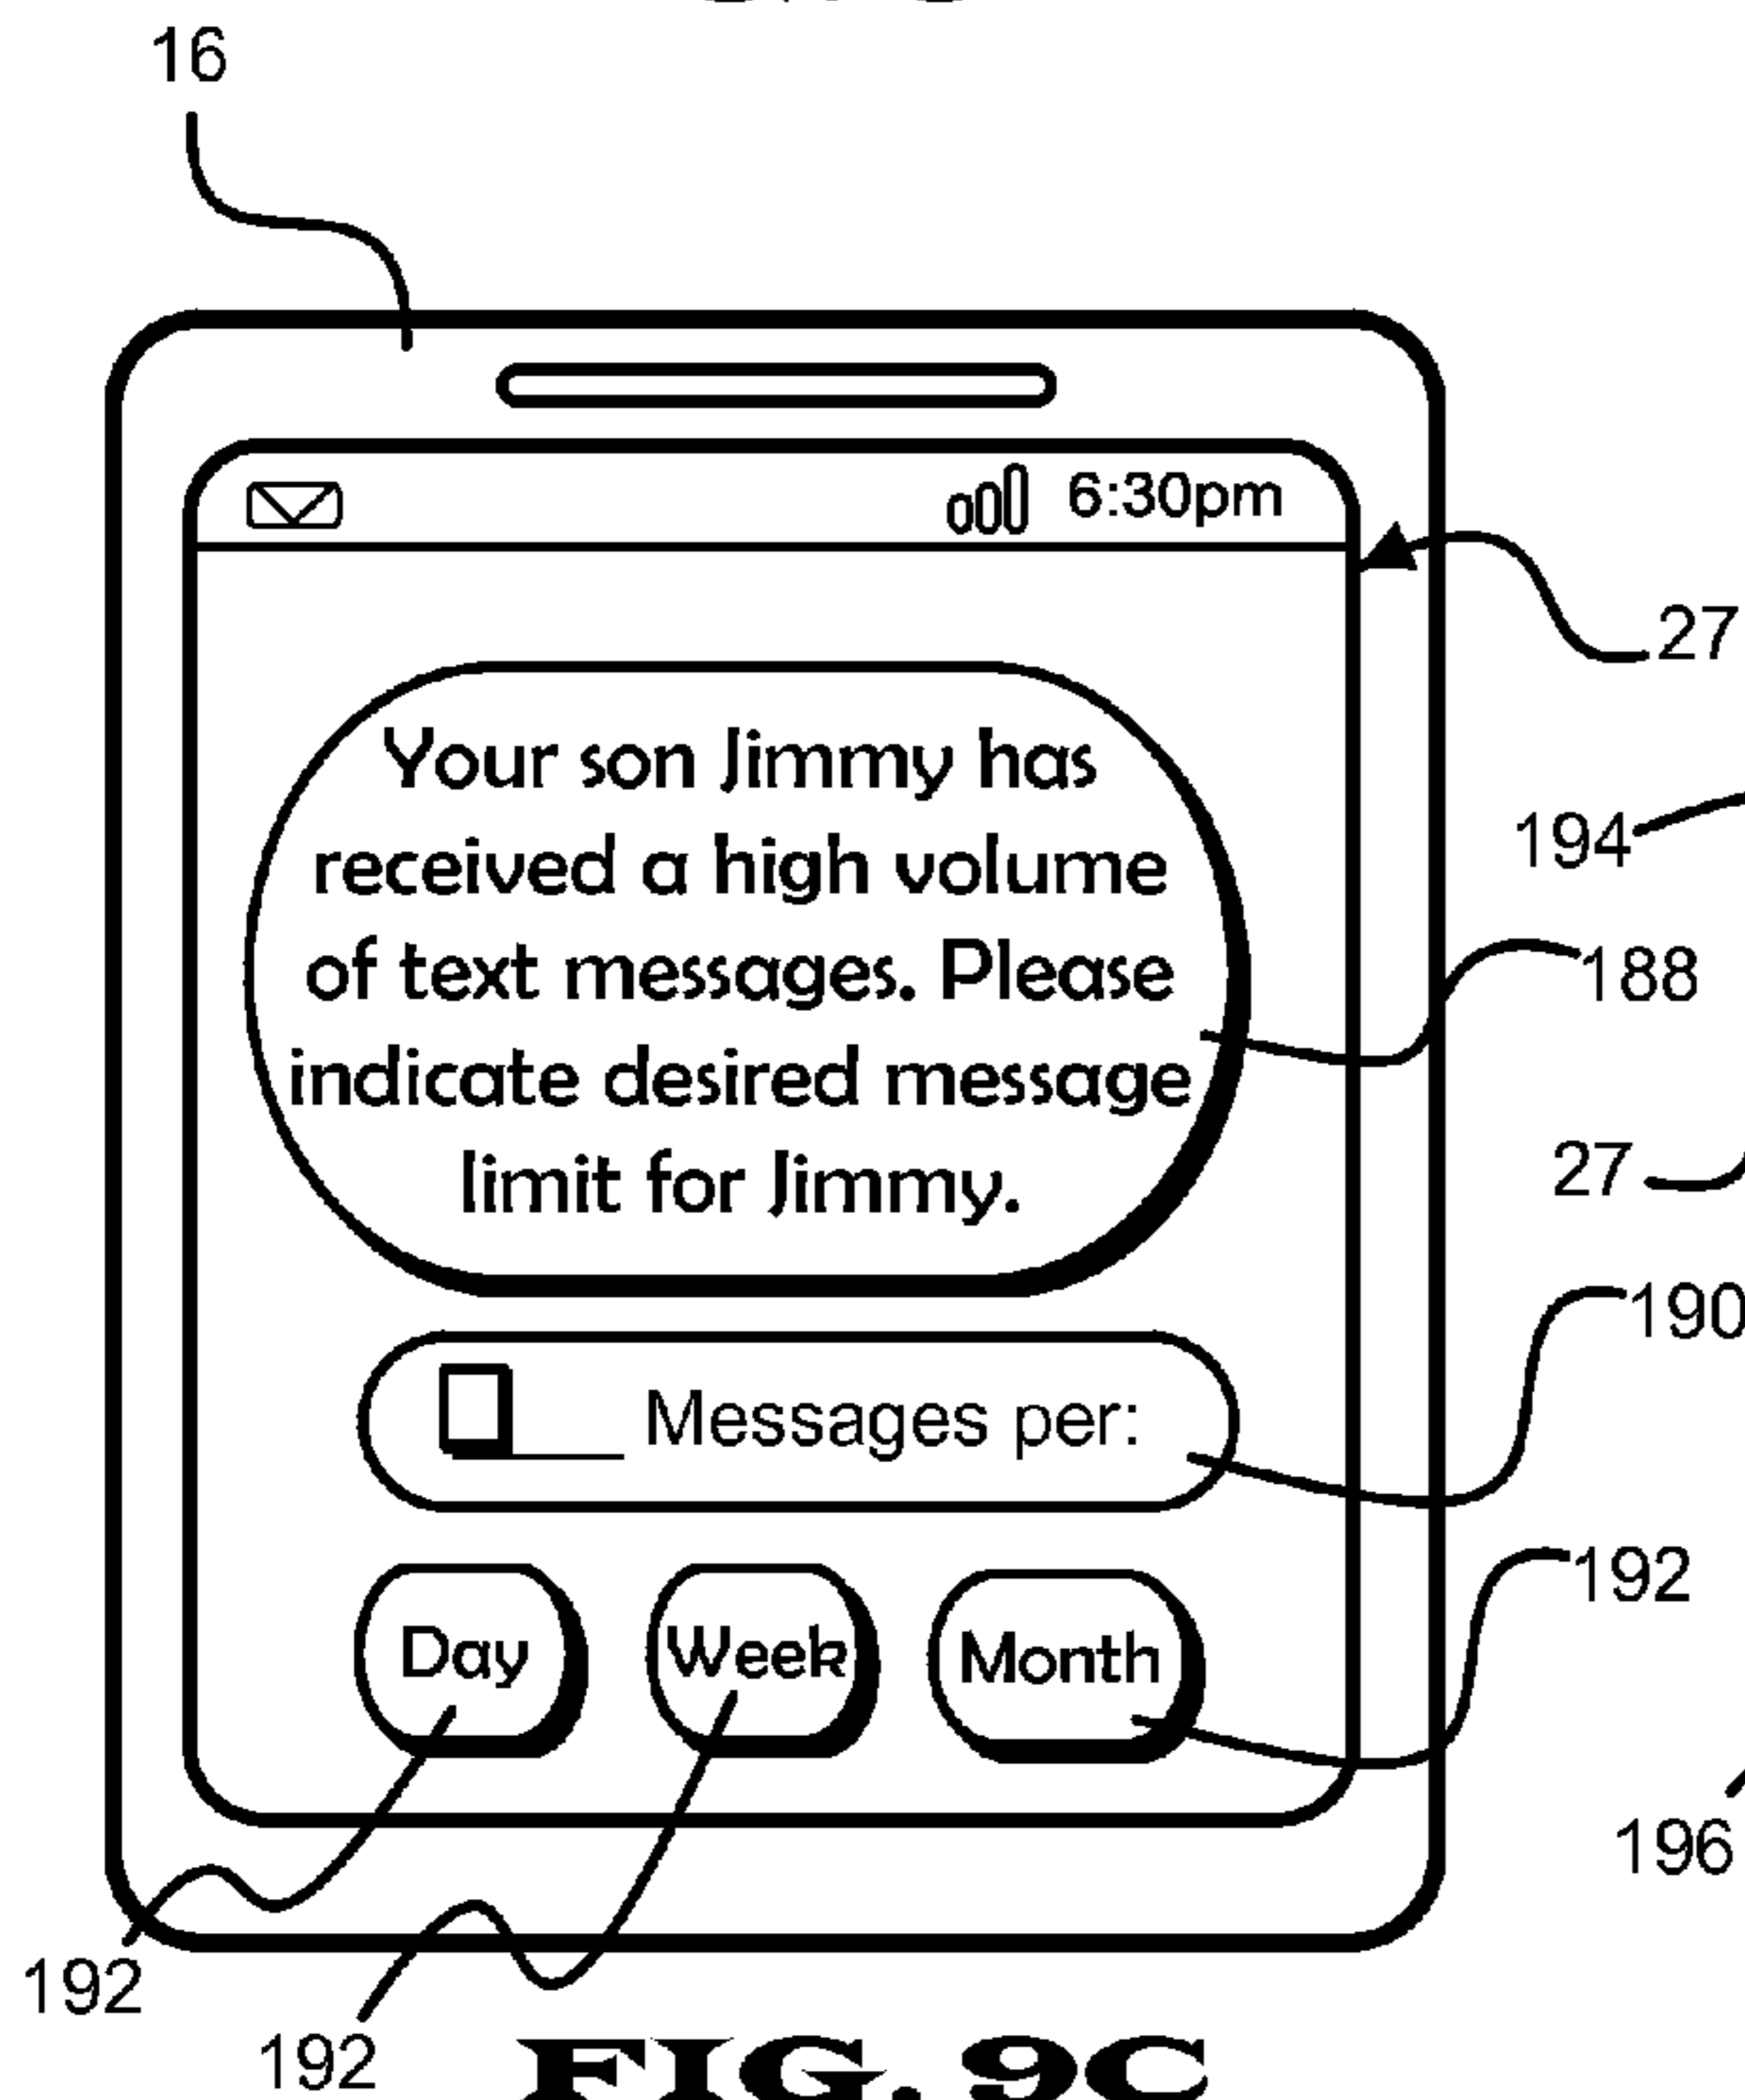 16
6:30pm
27
Your son Jimmy has
received a high volume
of text messages. Please
indicate desired message
limit for Jimmy.
194
188
27
190
Messages per:
192
Day Week Month
196
192
192
FIG. 9C